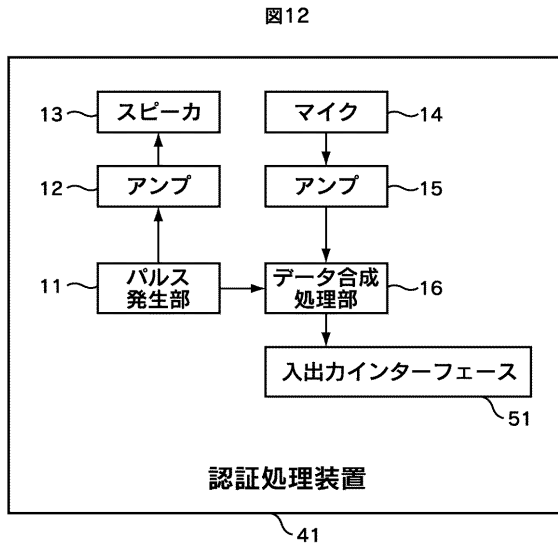 図12
13 スピーカ
マイク 14
12 アンプ
アンプ 15
11 パルス
発生部
データ合成
処理部 16
入出力インターフェース
51
認証処理装置
41